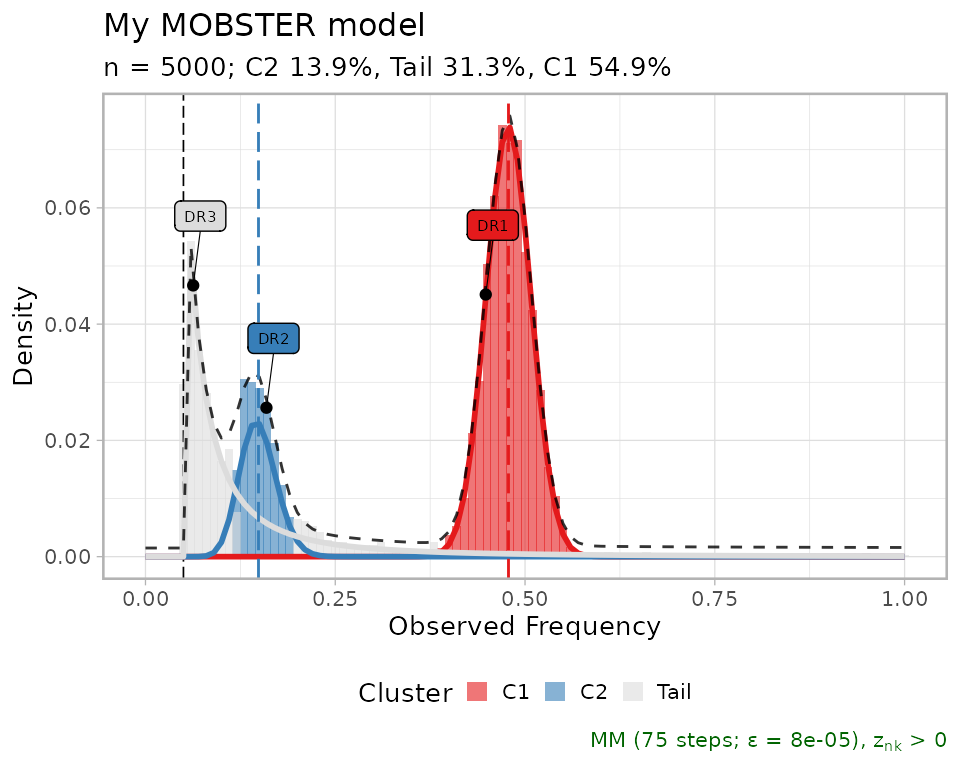 My MOBSTER model
n = 5000; C2 13.9%, Tail 31.3%, C1 54.9%
Density
0.06
0.04
0.02
0.00
DR3
DR2
DR1
0.00 0.25 0.50 0.75 1.00
Observed Frequency
Cluster C1 C2 Tail
MM (75 steps; ε = 8e-05), znk > 0